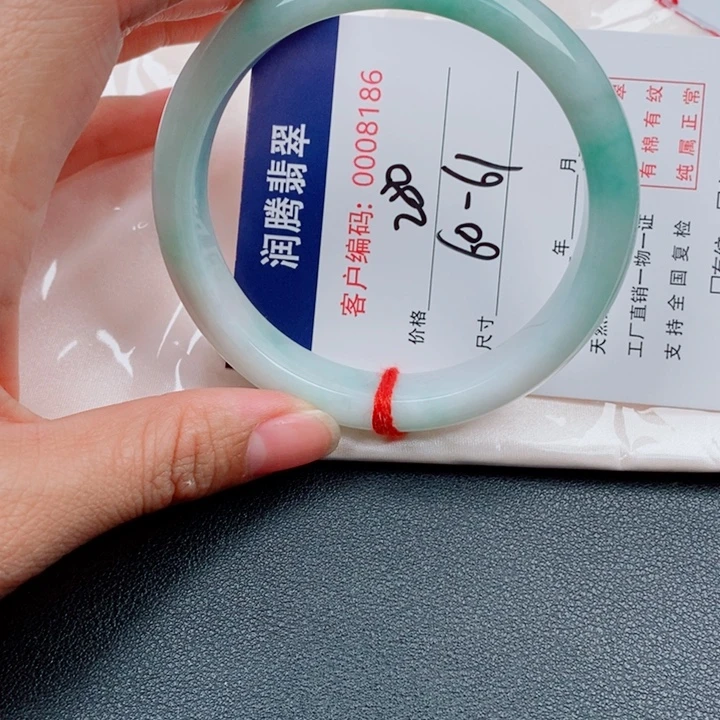 润腾翡翠
客户编码: 0008186
280
价格
60-61
尺寸
年 月
天然
工厂直销一物一证
支持全国复检
翠
有棉有纹
纯属正常